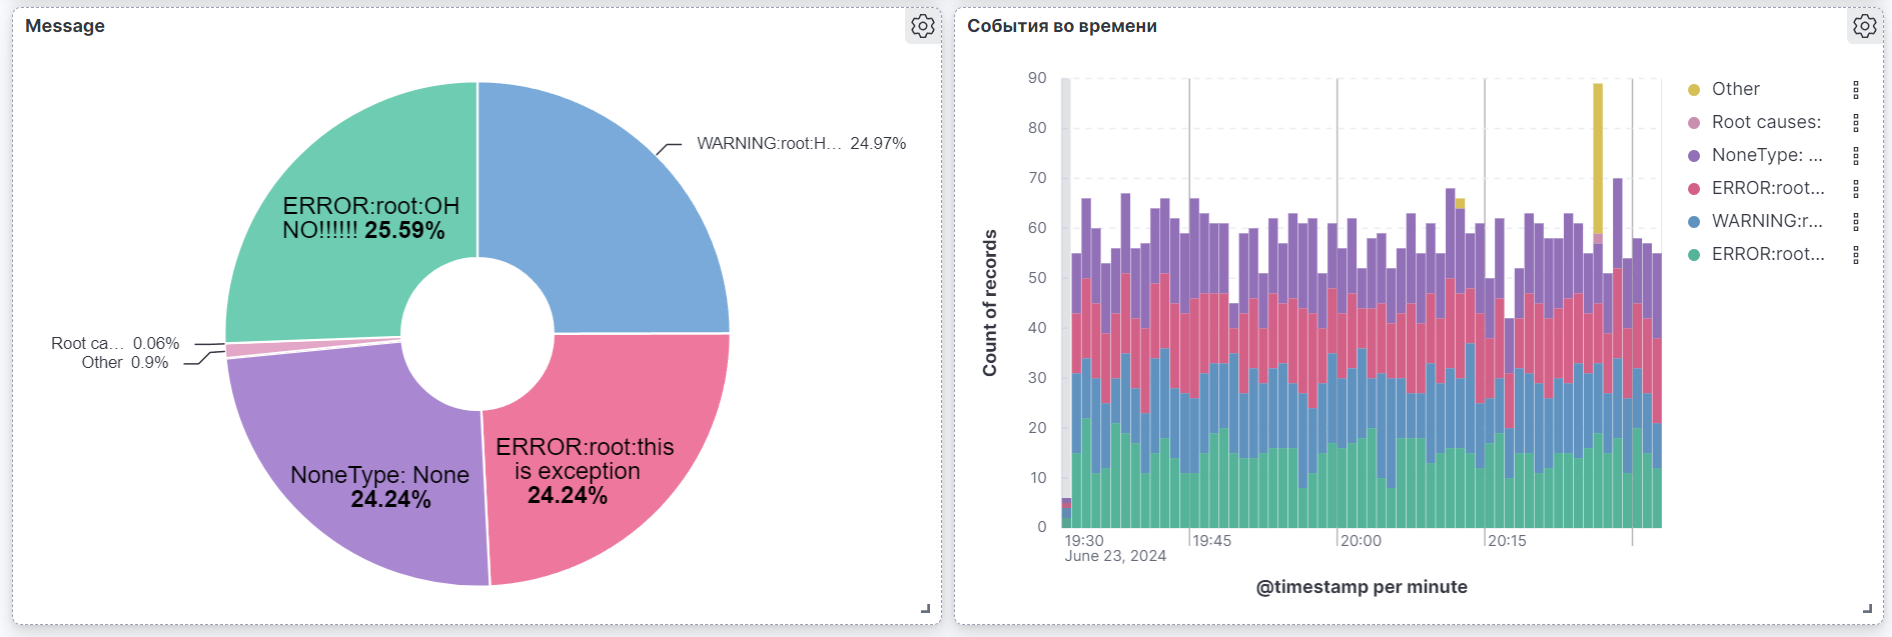 Message
WARNING:root:H... 24.97%
ERROR:root:OH
NO!!!!!! 25.59%
Root ca... 0.06%
Other 0.9%
ERROR:root:this
is exception
24.24%
NoneType: None
24.24%
События во времени
90
80
70
60
50
40
30
20
10
0
Count of records
19:30
19:45
20:00
20:15
June 23, 2024
@timestamp per minute
Other
Root causes:
NoneType: ...
ERROR:root...
WARNING:r...
ERROR:root...